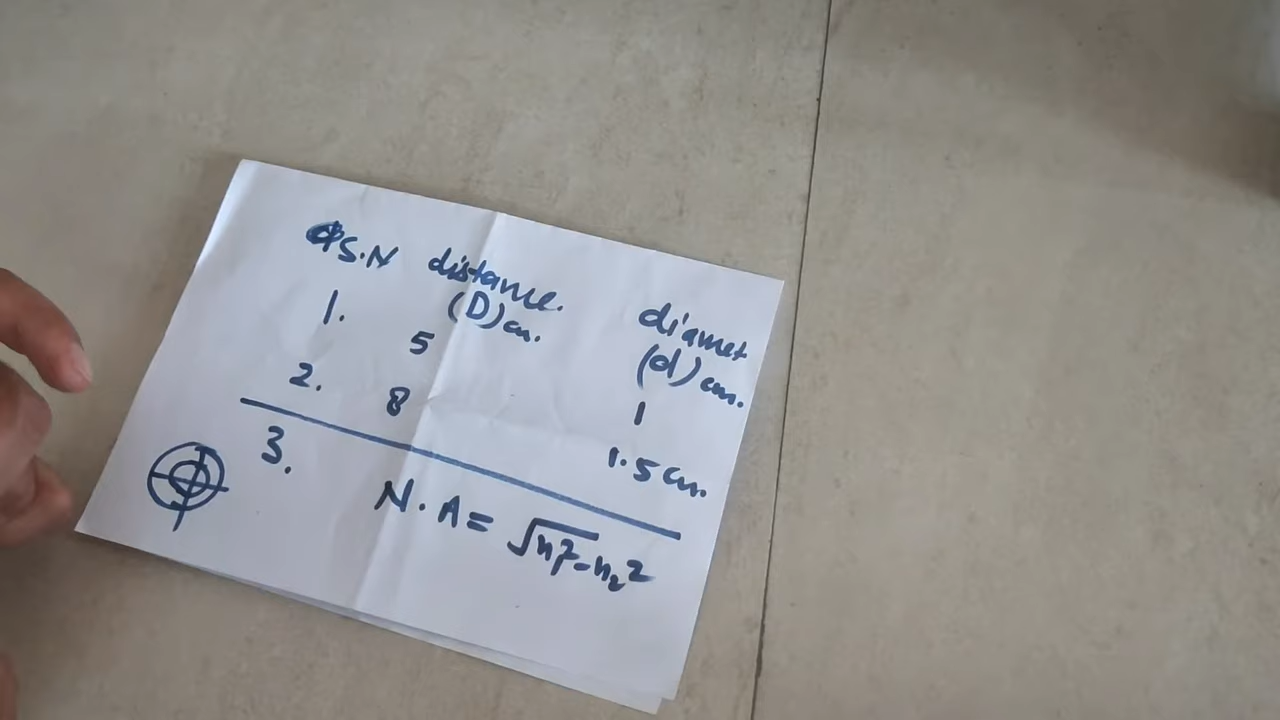 S.N distance. diamet
(D) cm. (d) cm.
1. 5 1
2. 8 1.5 cm.
3.
N.A = √n₁²-n₂²